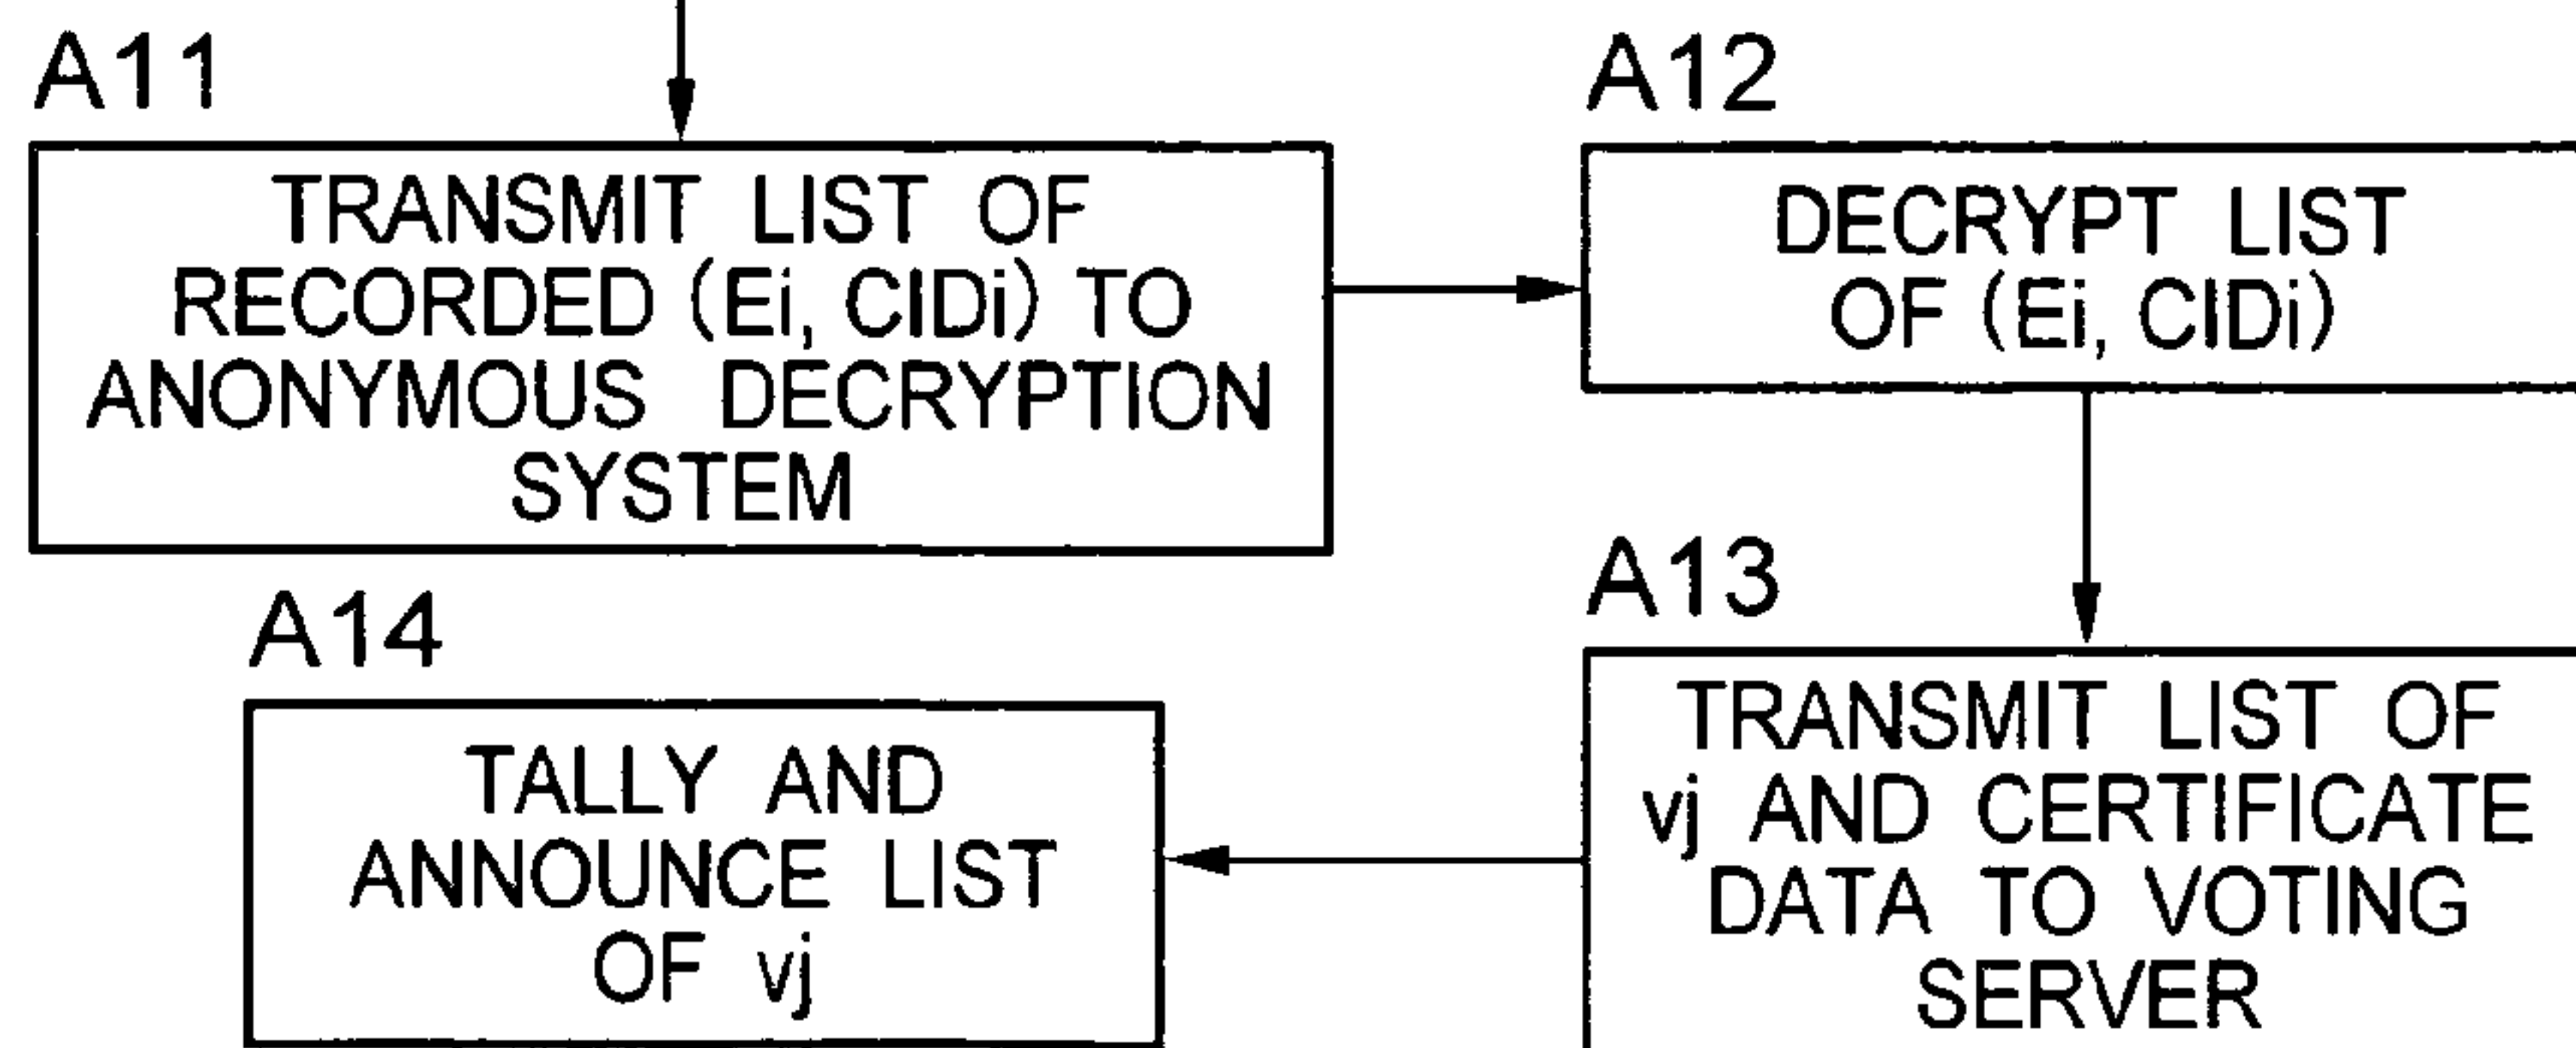 A11
TRANSMIT LIST OF
RECORDED (Ei, CIDi) TO
ANONYMOUS DECRYPTION
SYSTEM
A12
DECRYPT LIST
OF (Ei, CIDi)
A13
TRANSMIT LIST OF
vj AND CERTIFICATE
DATA TO VOTING
SERVER
A14
TALLY AND
ANNOUNCE LIST
OF vj